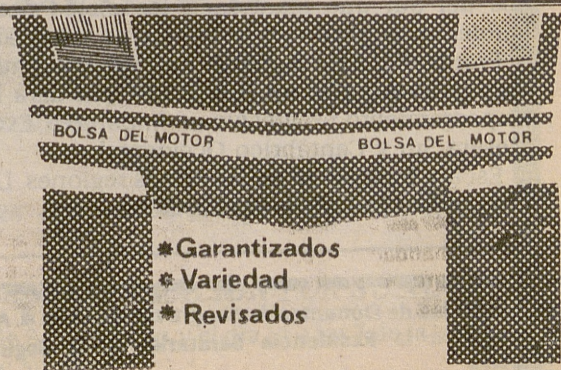 BOLSA DEL MOTOR BOLSA DEL MOTOR
* Garantizados
* Variedad
* Revisados